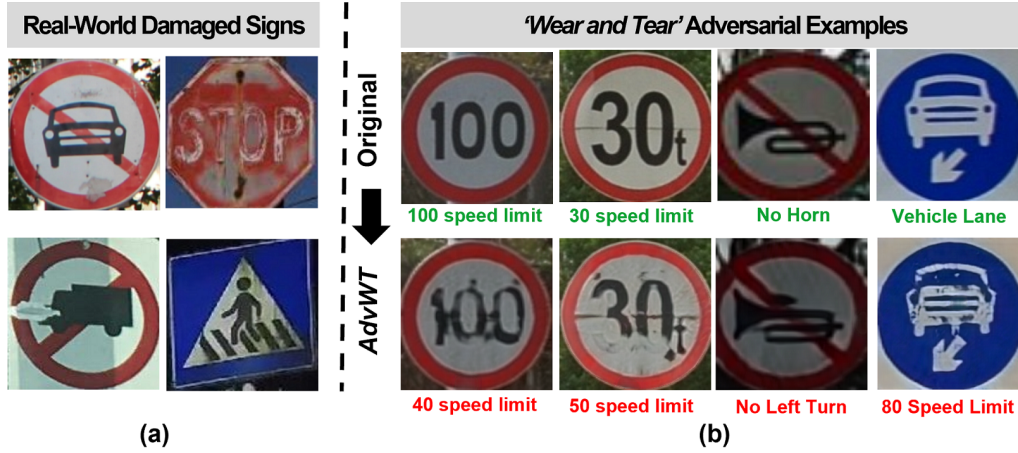 Real-World Damaged Signs
'Wear and Tear' Adversarial Examples
STOP
Original
100
30t
100 speed limit
30 speed limit
No Horn
Vehicle Lane
AdvWT
100
30t
40 speed limit
50 speed limit
No Left Turn
80 Speed Limit
(a)
(b)